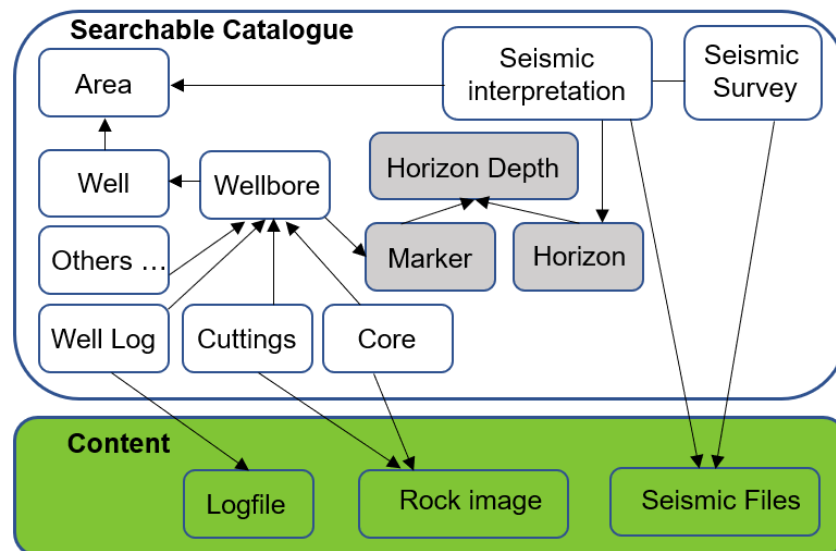 Searchable Catalogue
Area
Seismic
interpretation
Seismic
Survey
Well
Wellbore
Horizon Depth
Others ...
Marker
Horizon
Well Log
Cuttings
Core
Content
Logfile
Rock image
Seismic Files